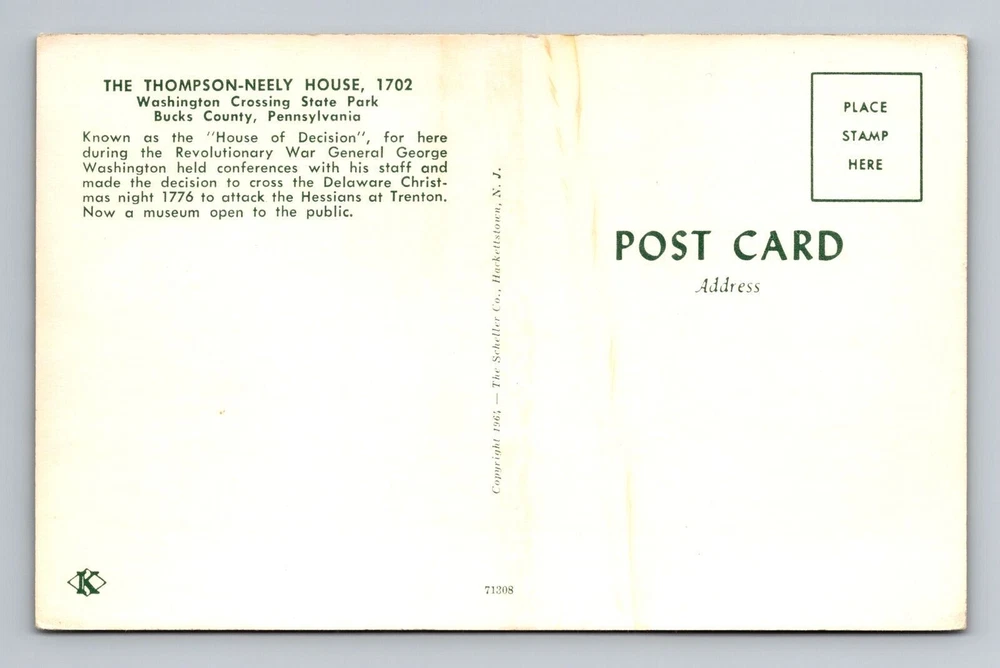 THE THOMPSON-NEELY HOUSE, 1702
Washington Crossing State Park
Bucks County, Pennsylvania
Known as the "House of Decision", for here
during the Revolutionary War General George
Washington held conferences with his staff and
made the decision to cross the Delaware Christ-
mas night 1776 to attack the Hessians at Trenton.
Now a museum open to the public.
Copyright — The Scheller Co., Hackettstown, N. J.
PLACE
STAMP
HERE
POST CARD
Address
K
71308